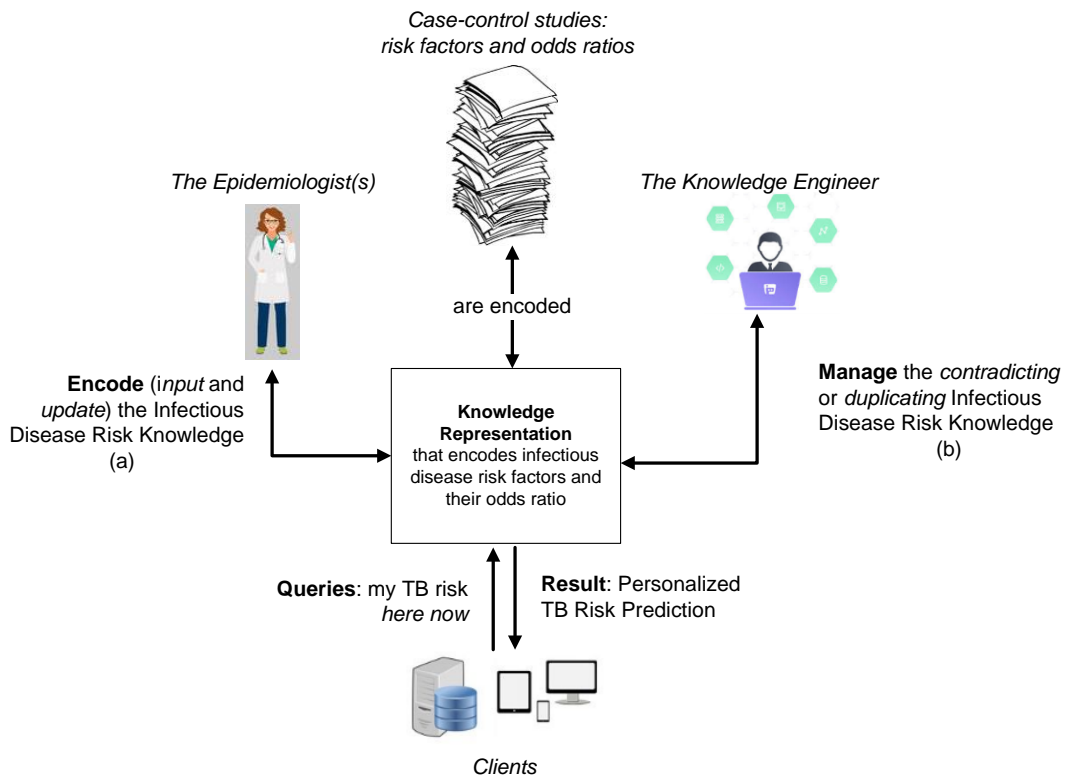 Case-control studies:
risk factors and odds ratios
The Epidemiologist(s)
The Knowledge Engineer
are encoded
Encode (input and
update) the Infectious
Disease Risk Knowledge
(a)
Knowledge
Representation
that encodes infectious
disease risk factors and
their odds ratio
Manage the contradicting
or duplicating Infectious
Disease Risk Knowledge
(b)
Queries: my TB risk
here now
Result: Personalized
TB Risk Prediction
Clients